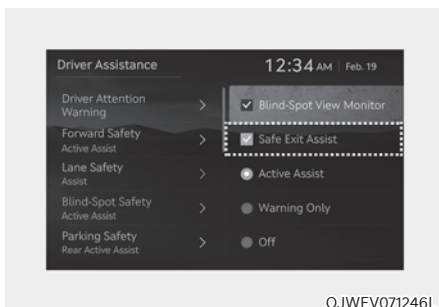 Driver Assistance
12:34 AM | Feb. 19
Driver Attention
Warning
Forward Safety
Active Assist
Lane Safety
Assist
Blind-Spot Safety
Active Assist
Parking Safety
Rear Active Assist
Blind-Spot View Monitor
Safe Exit Assist
Active Assist
Warning Only
Off
OJWEV071246L